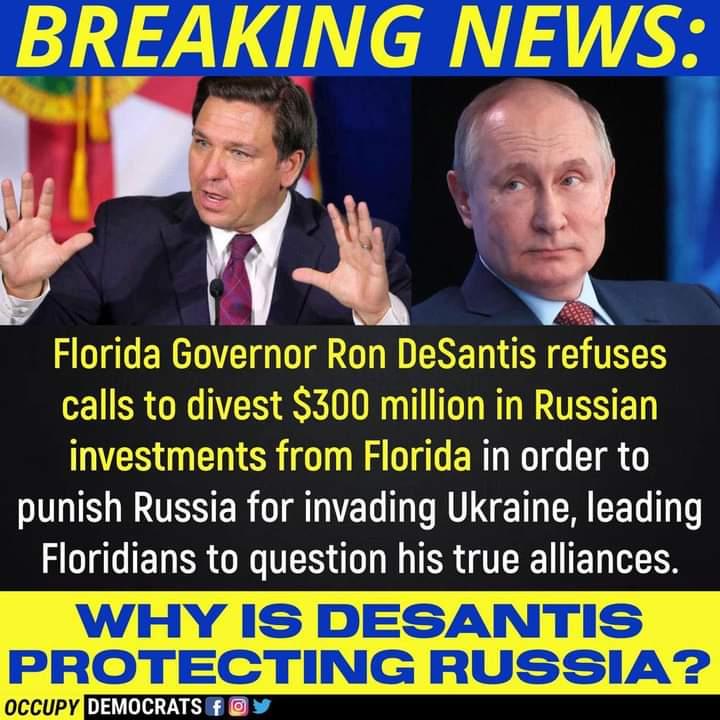 BREAKING NEWS:
Florida Governor Ron DeSantis refuses
calls to divest $300 million in Russian
investments from Florida in order to
punish Russia for invading Ukraine, leading
Floridians to question his true alliances.
WHY IS DESANTIS
PROTECTING RUSSIA?
OCCUPY DEMOCRATS